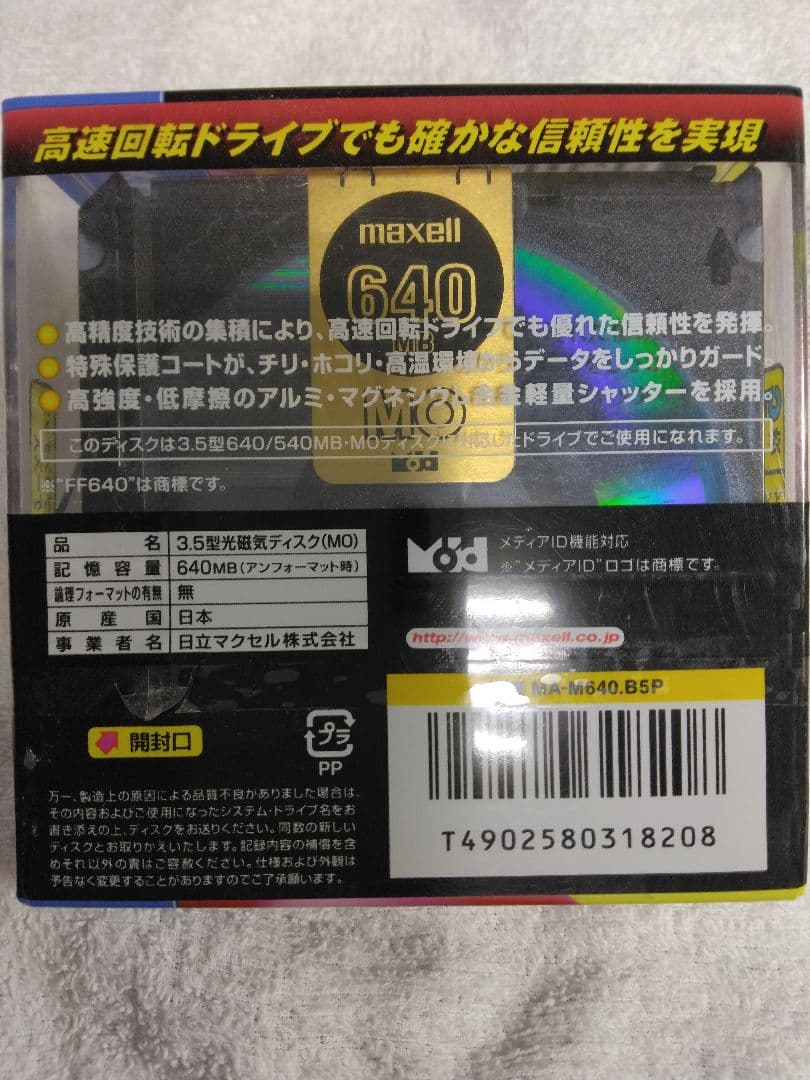 高速回転ドライブでも確かな信頼性を実現
maxell
640
MB
MO
●高精度技術の集積により、高速回転ドライブでも優れた信頼性を発揮。
●特殊保護コートが、チリ・ホコリ・高温環境からデータをしっかりガード。
●高強度・低摩擦のアルミ・マグネシウム合金軽量シャッターを採用。
このディスクは3.5型640/540MB・MOディスクに対応したドライブでご使用になれます。
※"FF640"は商標です。
品名 3.5型光磁気ディスク(MO)
記憶容量 640MB(アンフォーマット時)
論理フォーマットの有無 無
原産国 日本
事業者名 日立マクセル株式会社
メディアID機能対応
※"メディアID"ロゴは商標です。
http://www.maxell.co.jp
開封口
プラ
PP
MA-M640.B5P
T4902580318208
万一、製造上の原因による品質不良がありました場合は、
その内容およびご使用になったシステム・ドライブ名をお
書き添えの上、ディスクをお送りください。同数の新しい
ディスクとお取りかえいたします。記録内容の補償を含
めそれ以外の責はご容赦ください。仕様および外観は
予告なく変更することがありますのでご了承願います。